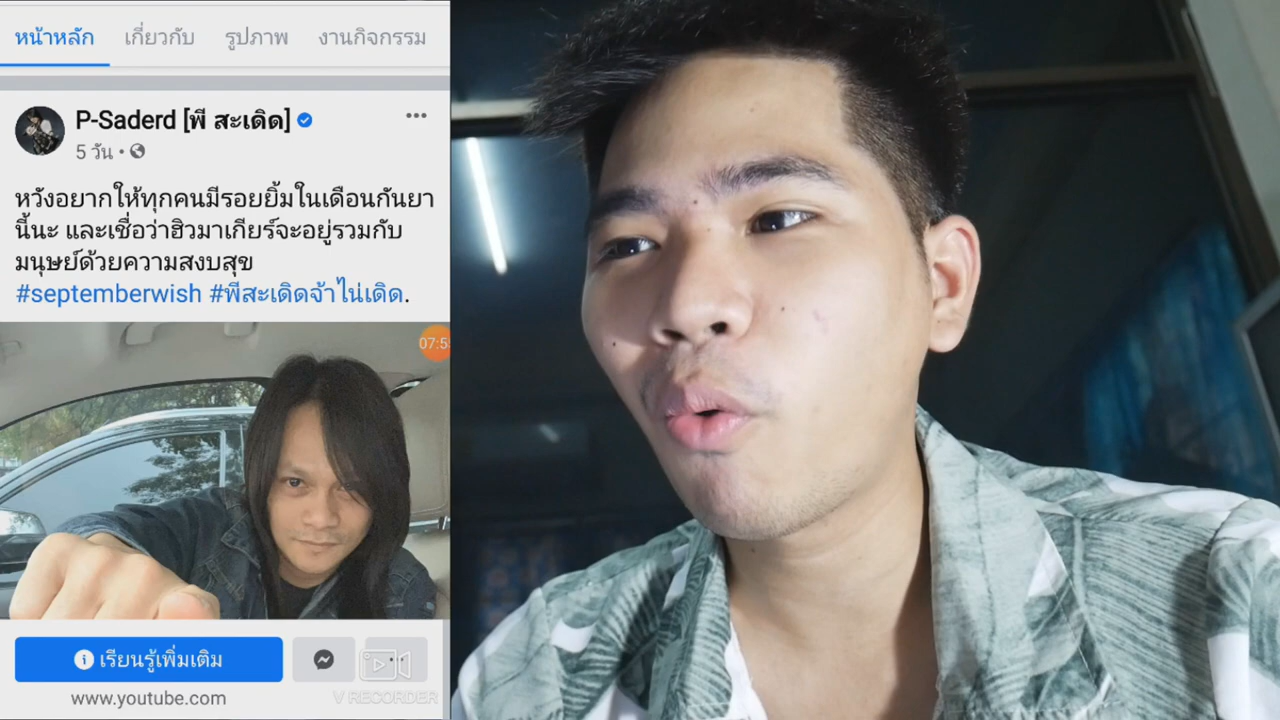 หน้าหลัก เกี่ยวกับ รูปภาพ งานกิจกรรม
P-Saderd [พี สะเดิด]
5 วัน
หวังอยากให้ทุกคนมีรอยยิ้มในเดือนกันยา
นี้นะ และเชื่อว่าฮิวมาเกียร์จะอยู่รวมกับ
มนุษย์ด้วยความสงบสุข
#septemberwish #พีสะเดิดจ้าไน่เดิด.
07:5
เรียนรู้เพิ่มเติม
www.youtube.com
V RECORDER